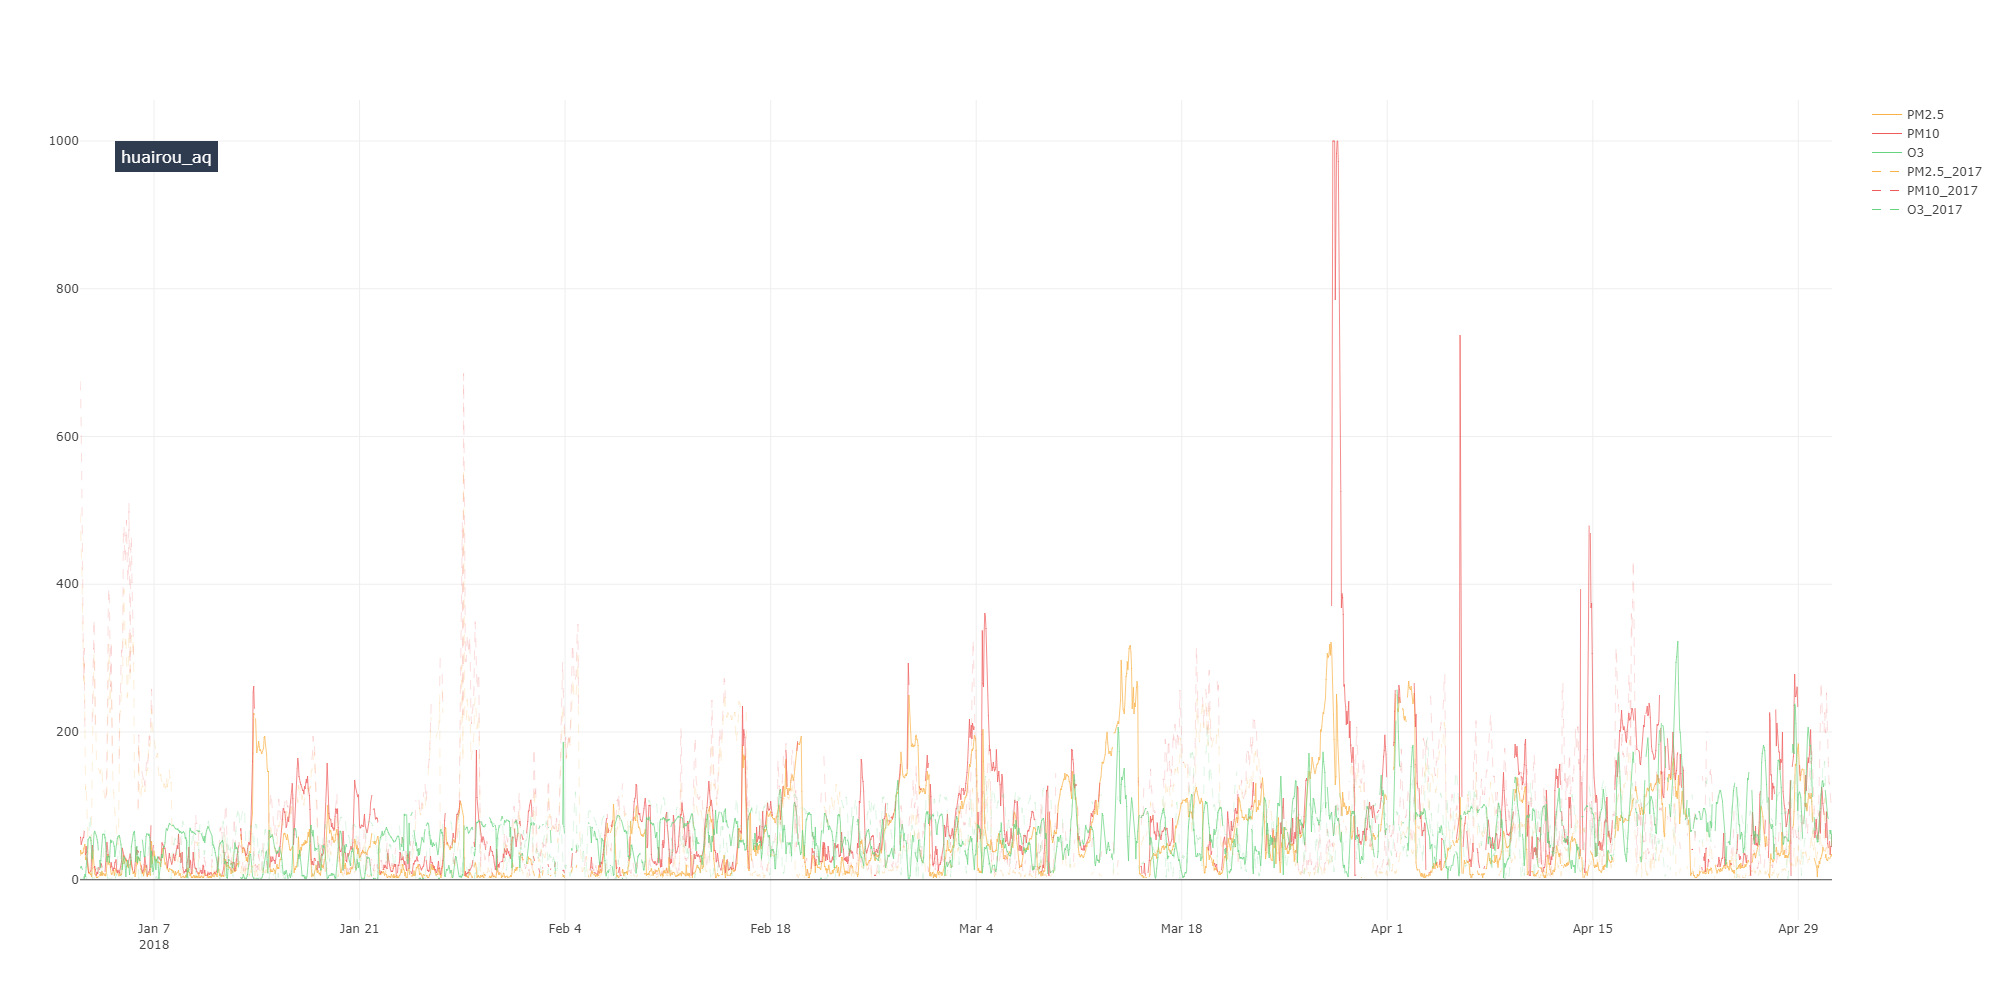 huairou_aq
1000
800
600
400
200
0
Jan 7
2018
Jan 21
Feb 4
Feb 18
Mar 4
Mar 18
Apr 1
Apr 15
Apr 29
PM2.5
PM10
O3
PM2.5_2017
PM10_2017
O3_2017